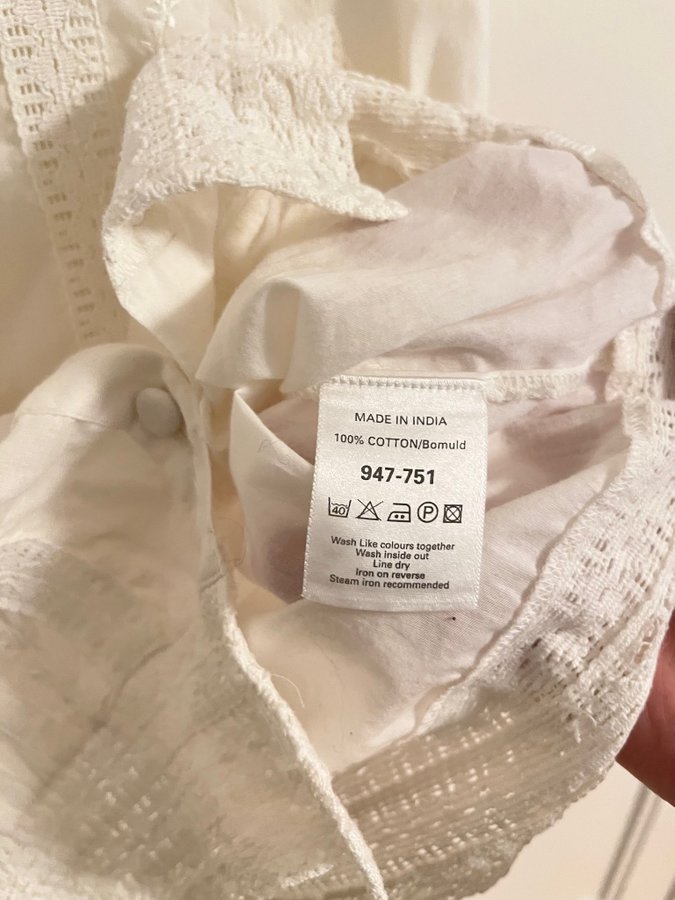 MADE IN INDIA
100% COTTON/Bomuld
947-751
40 P
Wash Like colours together
Wash inside out
Line dry
Iron on reverse
Steam iron recommended